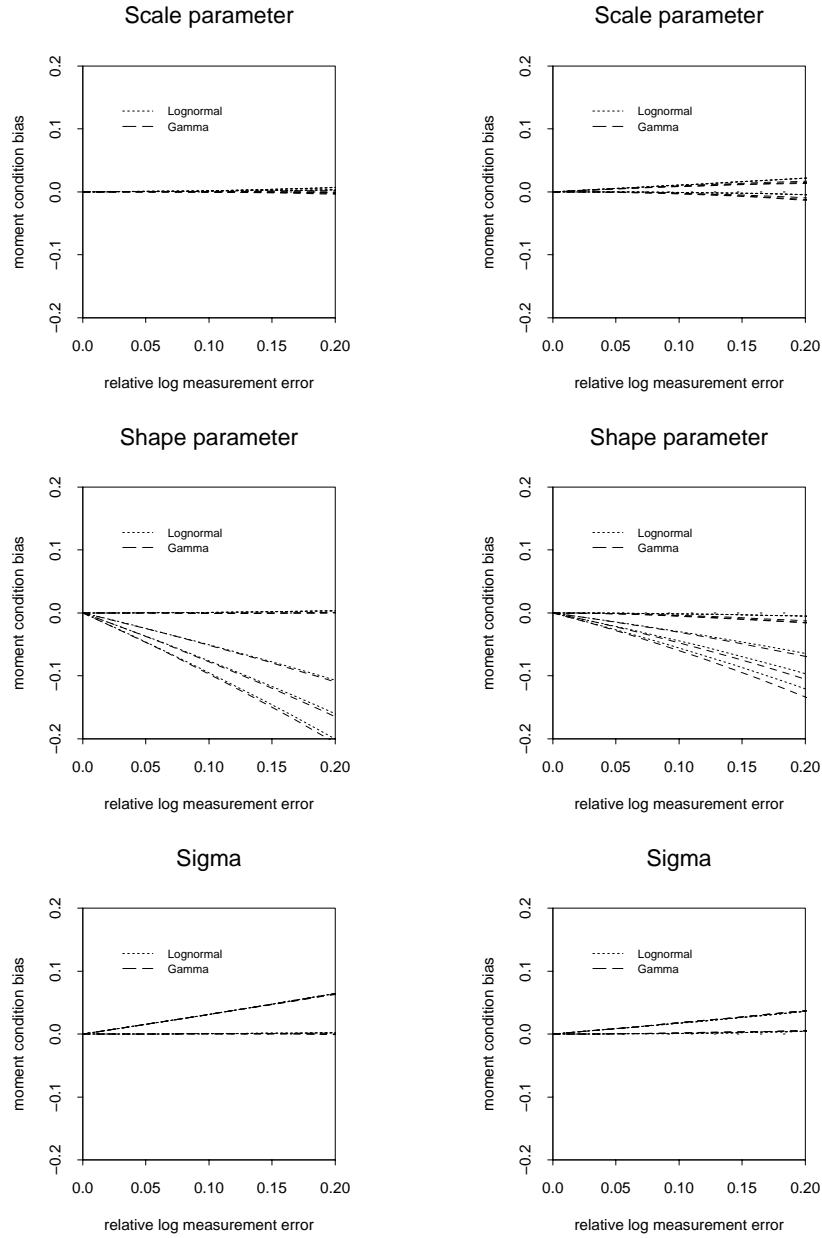 Scale parameter
moment condition bias
0.2
0.1
0.0
−0.1
−0.2
Lognormal
Gamma
0.0 0.05 0.10 0.15 0.20
relative log measurement error
Scale parameter
moment condition bias
0.2
0.1
0.0
−0.1
−0.2
Lognormal
Gamma
0.0 0.05 0.10 0.15 0.20
relative log measurement error
Shape parameter
moment condition bias
0.2
0.1
0.0
−0.1
−0.2
Lognormal
Gamma
0.0 0.05 0.10 0.15 0.20
relative log measurement error
Shape parameter
moment condition bias
0.2
0.1
0.0
−0.1
−0.2
Lognormal
Gamma
0.0 0.05 0.10 0.15 0.20
relative log measurement error
Sigma
moment condition bias
0.2
0.1
0.0
−0.1
−0.2
Lognormal
Gamma
0.0 0.05 0.10 0.15 0.20
relative log measurement error
Sigma
moment condition bias
0.2
0.1
0.0
−0.1
−0.2
Lognormal
Gamma
0.0 0.05 0.10 0.15 0.20
relative log measurement error